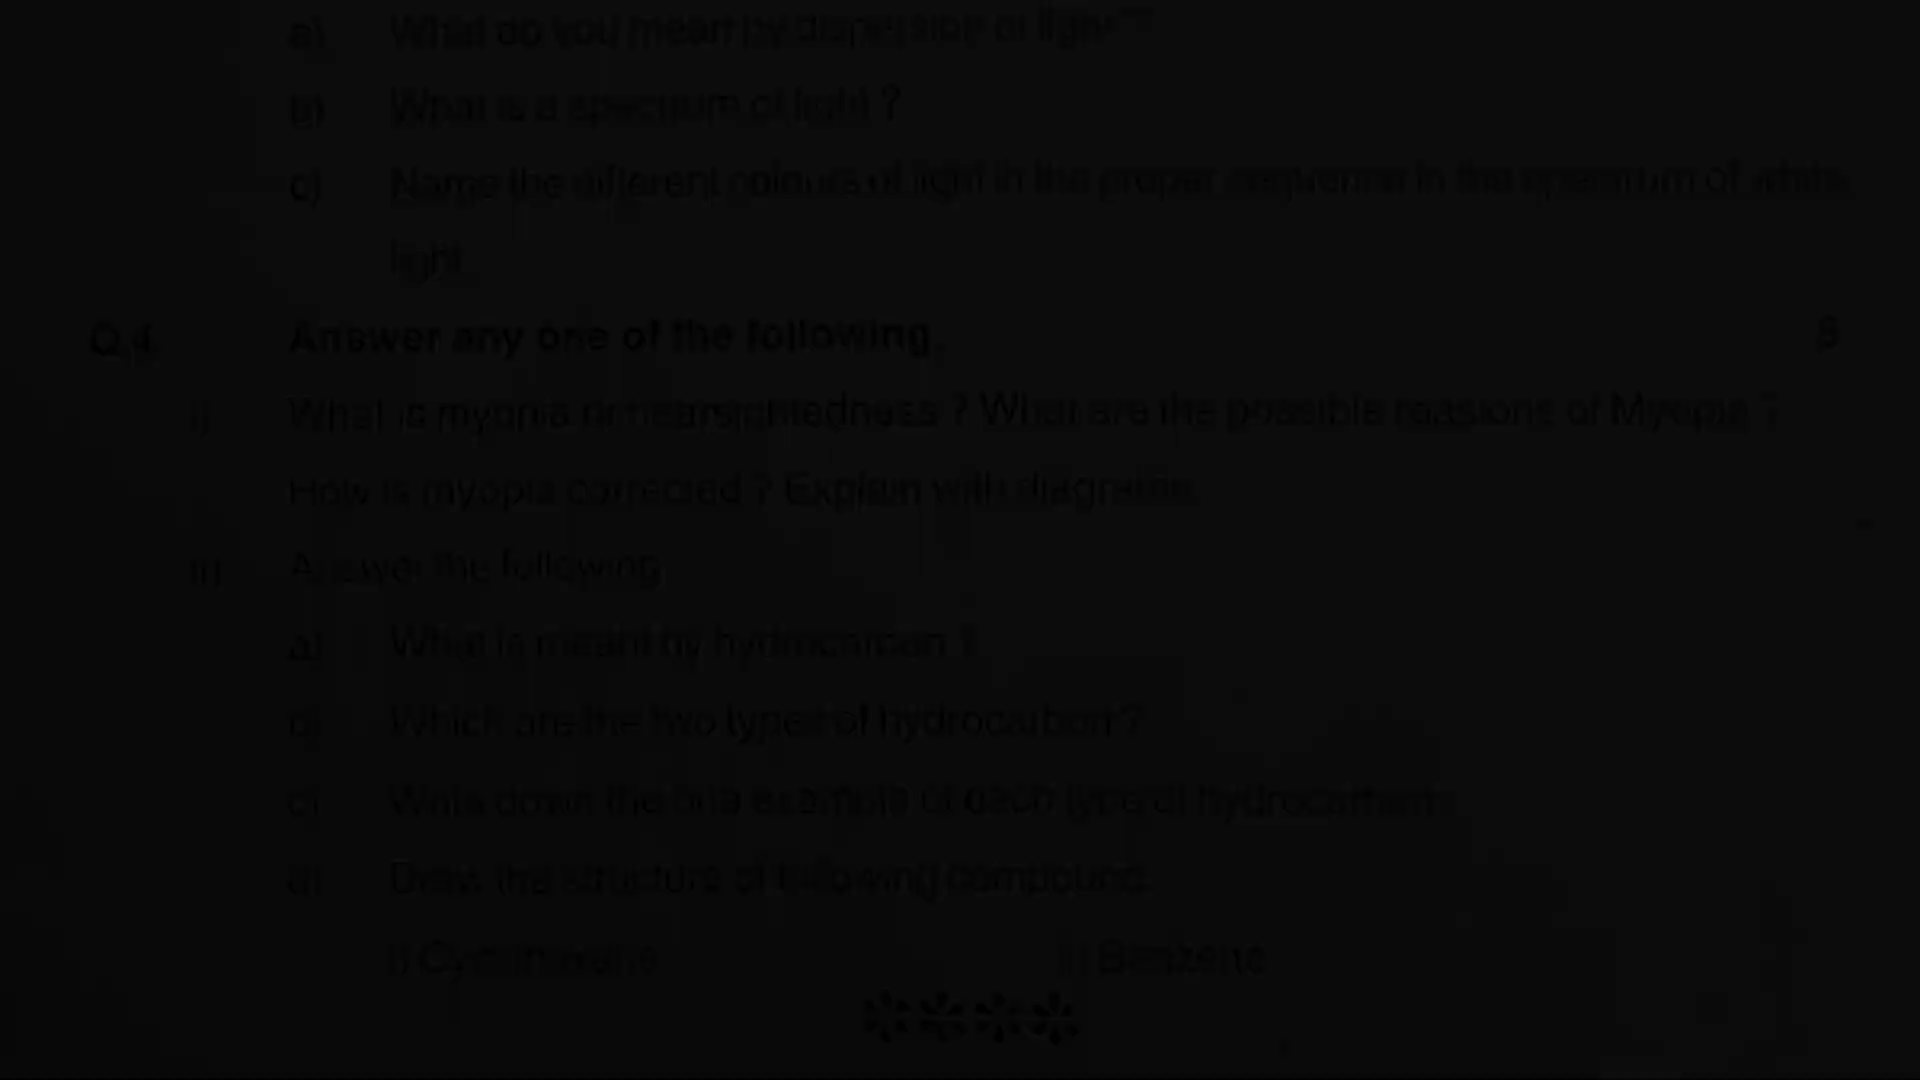 a) What do you mean by dispersion of light ?
b) What is a spectrum of light ?
c) Name the different colours of light in the proper sequence in the spectrum of white
light.
Q.4 Answer any one of the following. 5
i) What is myopia or nearsightedness ? What are the possible reasions of Myopia ?
How is myopia corrected ? Explain with diagrams.
ii) Answer the following
a) What is meant by hydrocarbon ?
b) Which are the two types of hydrocarbon ?
c) Write down the one example of each type of hydrocarbon.
d) Draw the structure of following compound.
i) Cyclohexane ii) Benzene